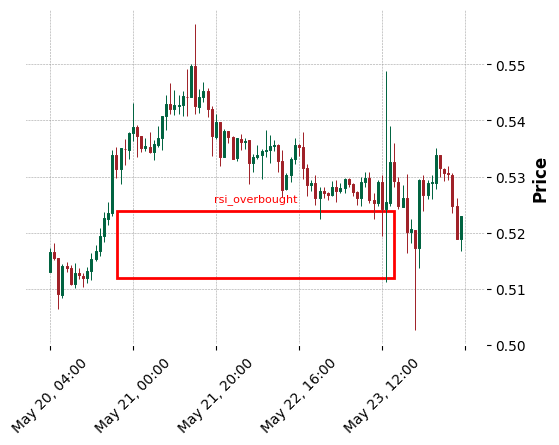 0.55
0.54
0.53
0.52
0.51
0.50
Price
rsi_overbought
May 20, 04:00
May 21, 00:00
May 21, 20:00
May 22, 16:00
May 23, 12:00